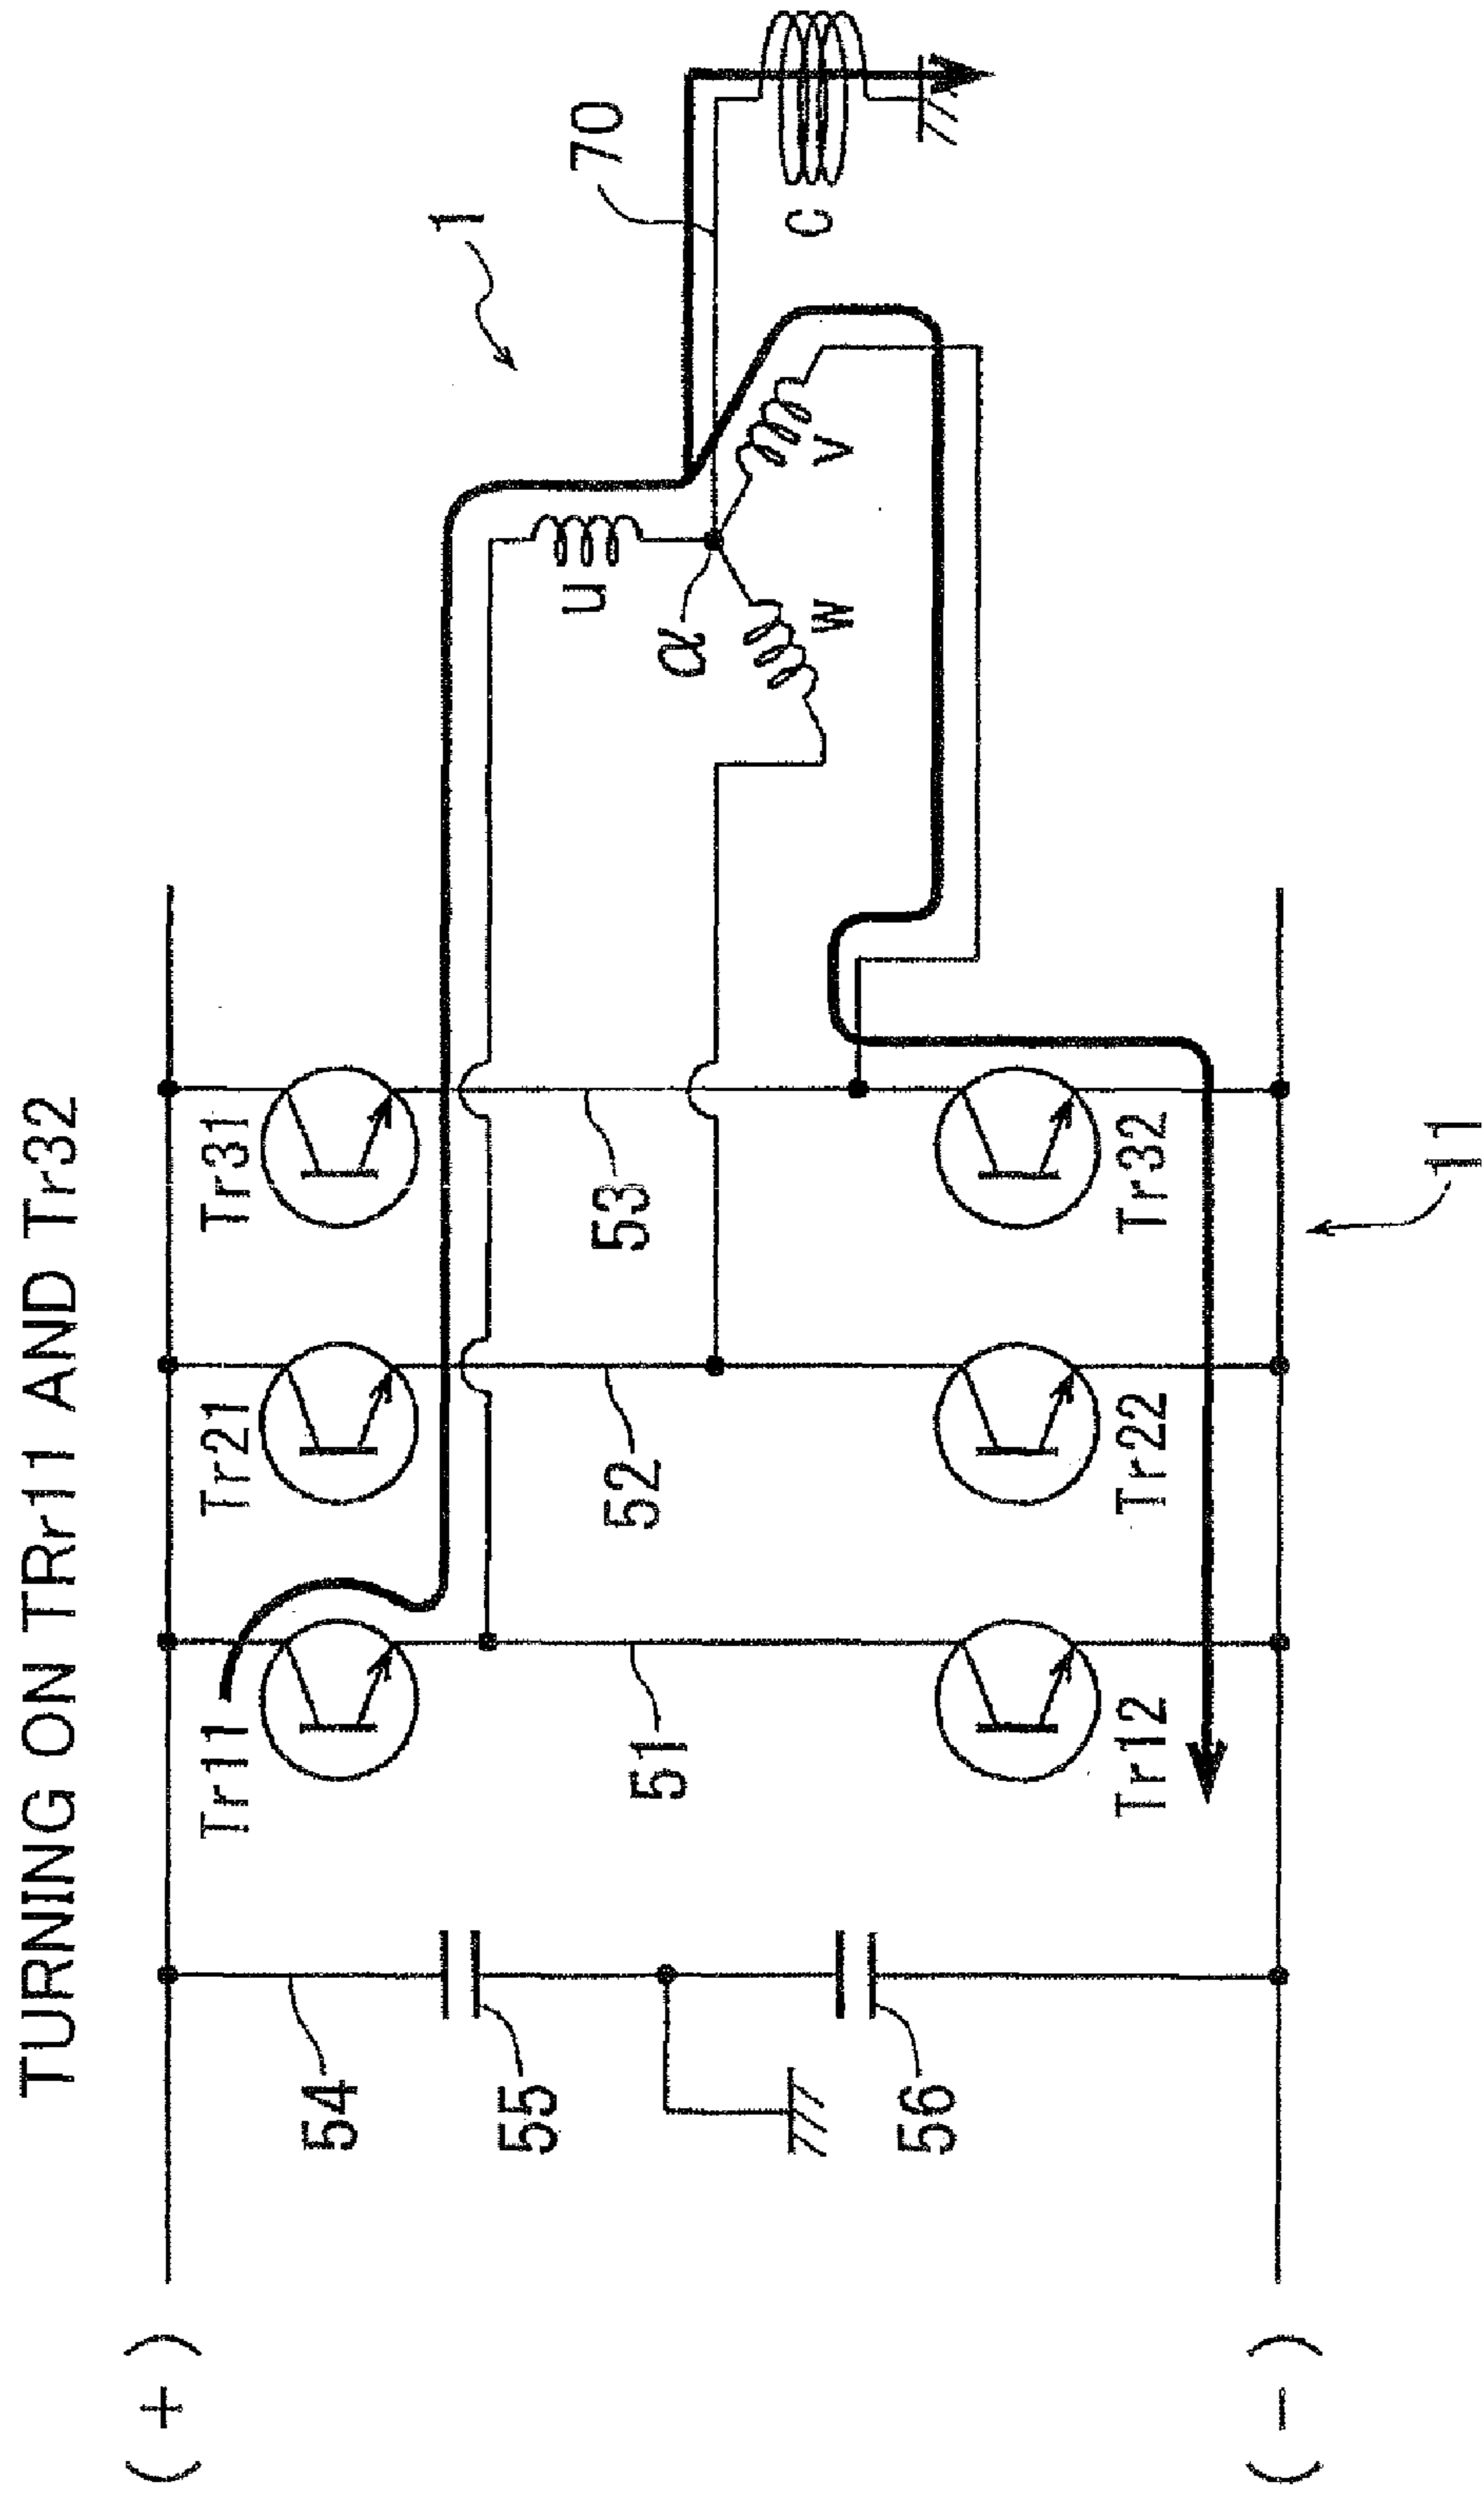 TURNING ON TRr11 AND Tr32
(+)
Tr11
Tr21
Tr31
54
55
56
51
52
53
u
α
w
v
1
70
c
Tr12
Tr22
Tr32
11
(-)